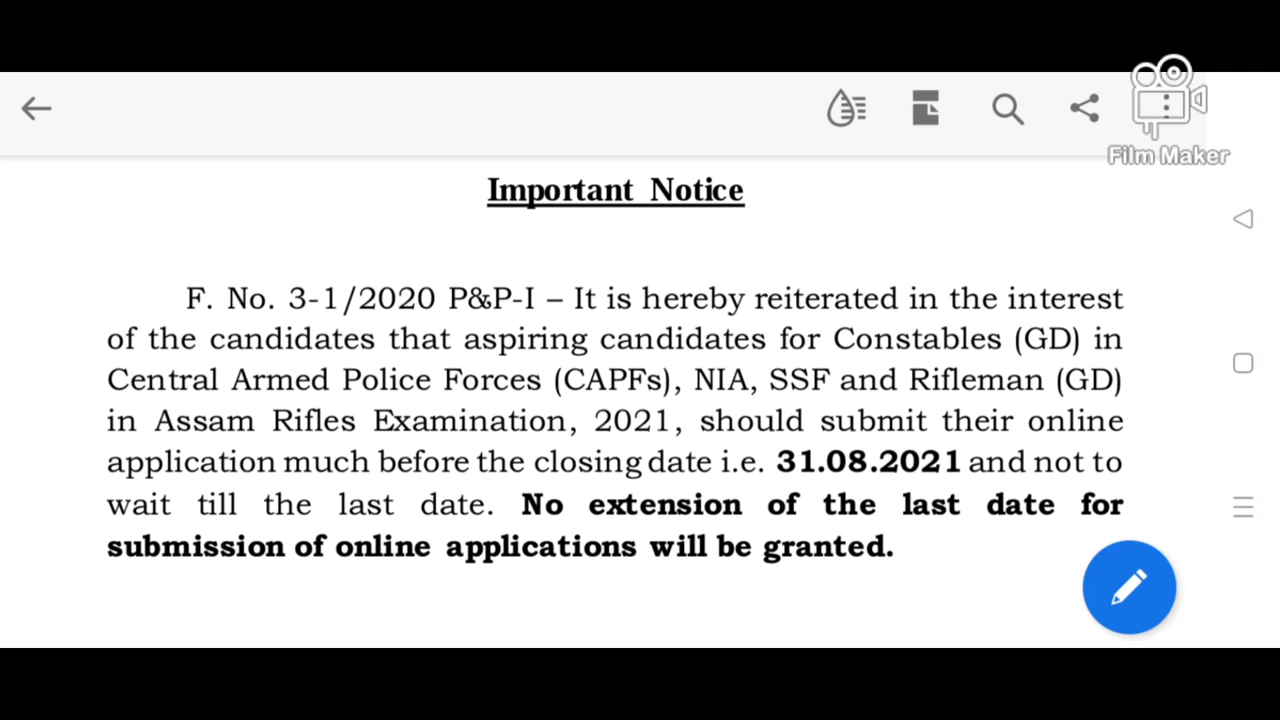 Film Maker
Important Notice
F. No. 3-1/2020 P&P-I – It is hereby reiterated in the interest
of the candidates that aspiring candidates for Constables (GD) in
Central Armed Police Forces (CAPFs), NIA, SSF and Rifleman (GD)
in Assam Rifles Examination, 2021, should submit their online
application much before the closing date i.e. 31.08.2021 and not to
wait till the last date. No extension of the last date for
submission of online applications will be granted.